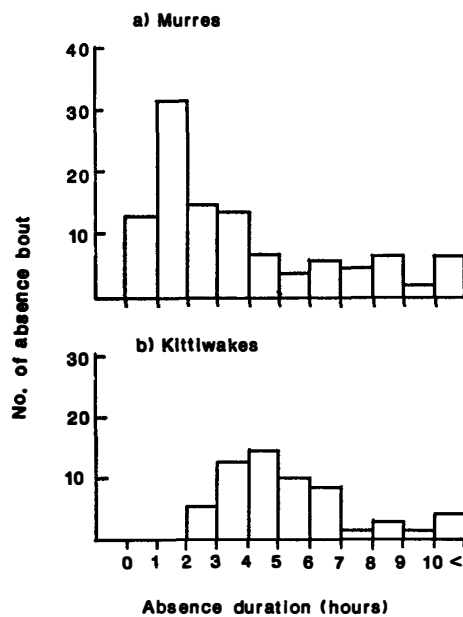 a) Murres
40
30
20
10
No. of absence bout
b) Kittiwakes
30
20
10
0 1 2 3 4 5 6 7 8 9 10 <
Absence duration (hours)